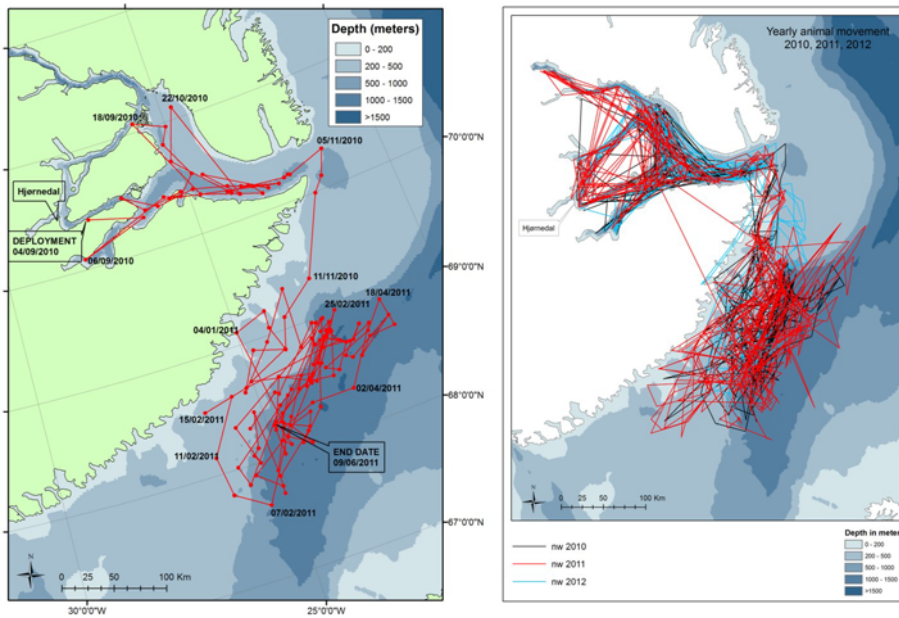 Depth (meters)
0 - 200
200 - 500
500 - 1000
1000 - 1500
>1500
22/10/2010
18/09/2010
05/11/2010
70°0'0"N
Hjørnedal
DEPLOYMENT
04/09/2010
06/09/2010
11/11/2010
69°0'0"N
18/04/2011
25/02/2011
04/01/2011
02/04/2011
68°0'0"N
15/02/2011
END DATE
09/06/2011
11/02/2011
07/02/2011
67°0'0"N
N
0 25 50 100 Km
30°0'0"W
25°0'0"W
Yearly animal movement
2010, 2011, 2012
Hjørnedal
N
0 25 50 100 Km
nw 2010
nw 2011
nw 2012
Depth in meter
0 - 200
200 - 500
500 - 1000
1000 - 1500
>1500